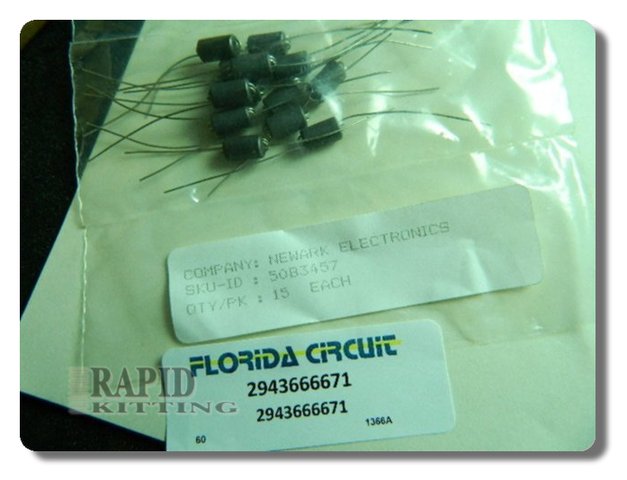 COMPANY: NEWARK ELECTRONICS
SKU-ID : 50B3457
QTY/PK : 15 EACH
FLORIDA CIRCUIT
2943666671
2943666671
60 1366A
RAPID
KITTING